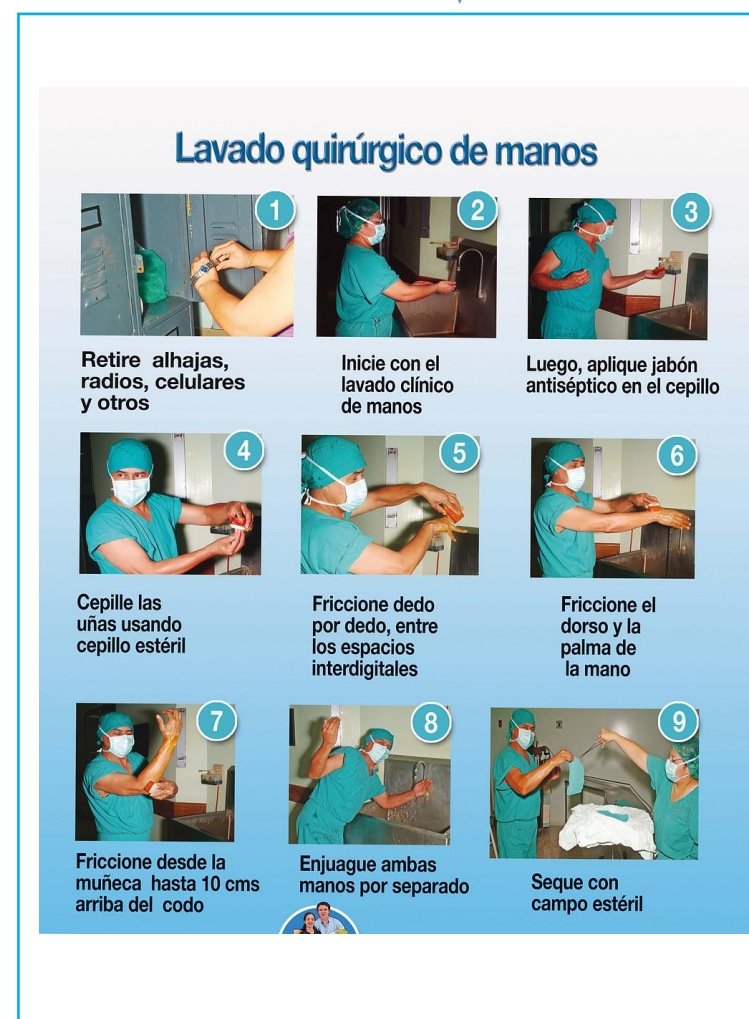 Lavado quirúrgico de manos
1
2
3
Retire alhajas,
radios, celulares
y otros
Inicie con el
lavado clínico
de manos
Luego, aplique jabón
antiséptico en el cepillo
4
5
6
Cepille las
uñas usando
cepillo estéril
Friccione dedo
por dedo, entre
los espacios
interdigitales
Friccione el
dorso y la
palma de
la mano
7
8
9
Friccione desde la
muñeca hasta 10 cms
arriba del codo
Enjuague ambas
manos por separado
Seque con
campo estéril